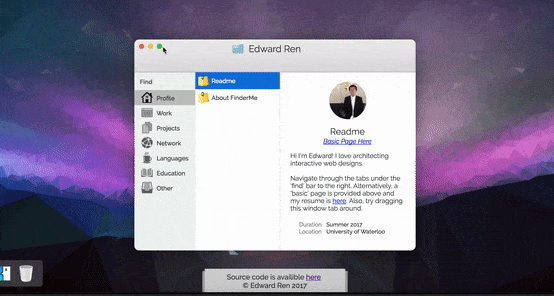 Edward Ren
Find
Profile
Work
Projects
Network
Languages
Education
Other
Readme
About FinderMe
Readme
Basic Page Here
Hi I'm Edward! I love architecting
interactive web designs.
Navigate through the tabs under the
'find' bar to the right. Alternatively, a
'basic' page is provided above and
my resume is here. Also, try dragging
this window tab around.
Duration Summer 2017
Location University of Waterloo
Source code is availible here
© Edward Ren 2017